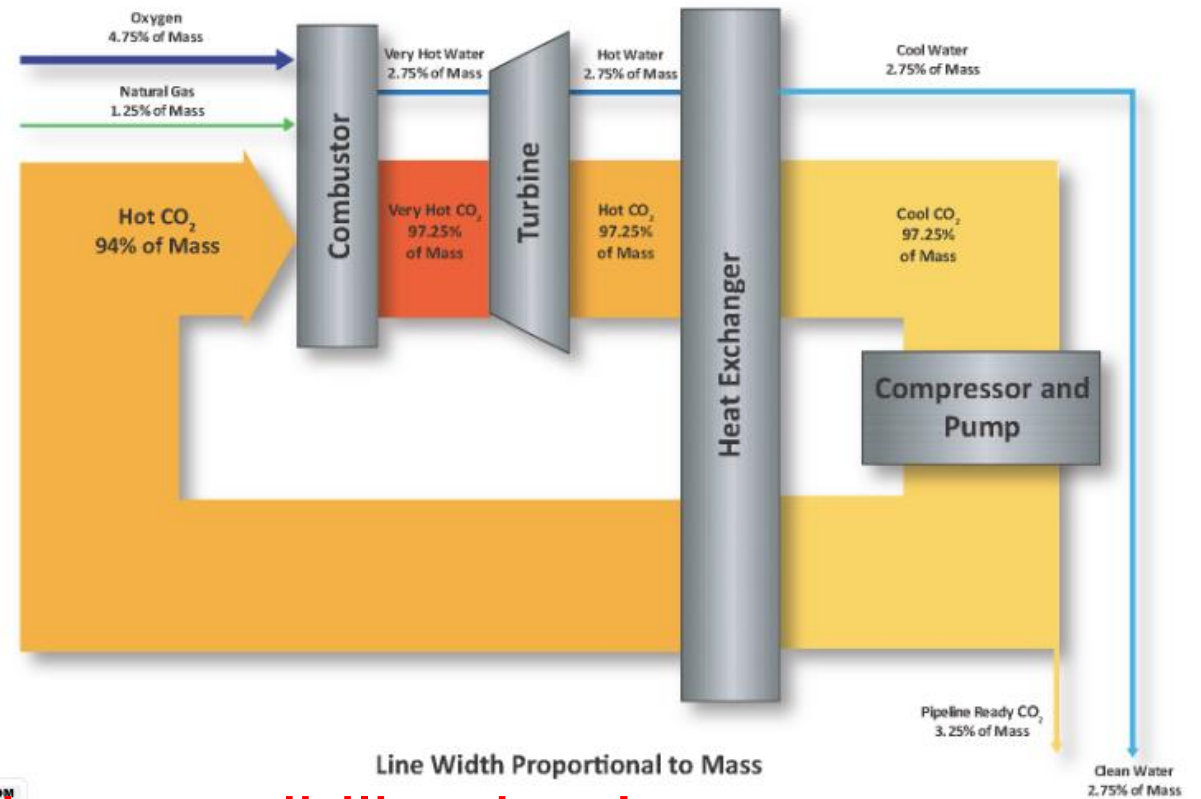 Oxygen
4.75% of Mass
Natural Gas
1.25% of Mass
Hot CO₂
94% of Mass
Combustor
Very Hot Water
2.75% of Mass
Very Hot CO₂
97.25%
of Mass
Turbine
Hot Water
2.75% of Mass
Hot CO₂
97.25%
of Mass
Heat Exchanger
Cool Water
2.75% of Mass
Cool CO₂
97.25%
of Mass
Compressor and
Pump
Pipeline Ready CO₂
3.25% of Mass
Clean Water
2.75% of Mass
Line Width Proportional to Mass